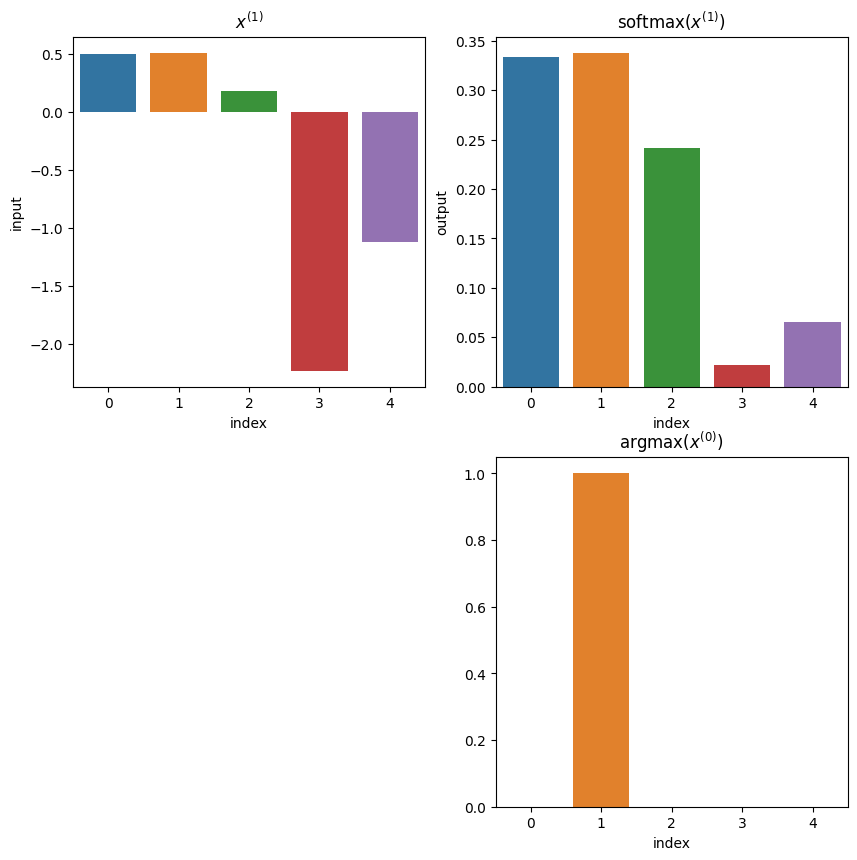 x^{(1)}
0.5
0.0
−0.5
−1.0
−1.5
−2.0
input
0 1 2 3 4
index
softmax(x^{(1)})
0.35
0.30
0.25
0.20
0.15
0.10
0.05
0.00
output
0 1 2 3 4
index
argmax(x^{(0)})
1.0
0.8
0.6
0.4
0.2
0.0
0 1 2 3 4
index